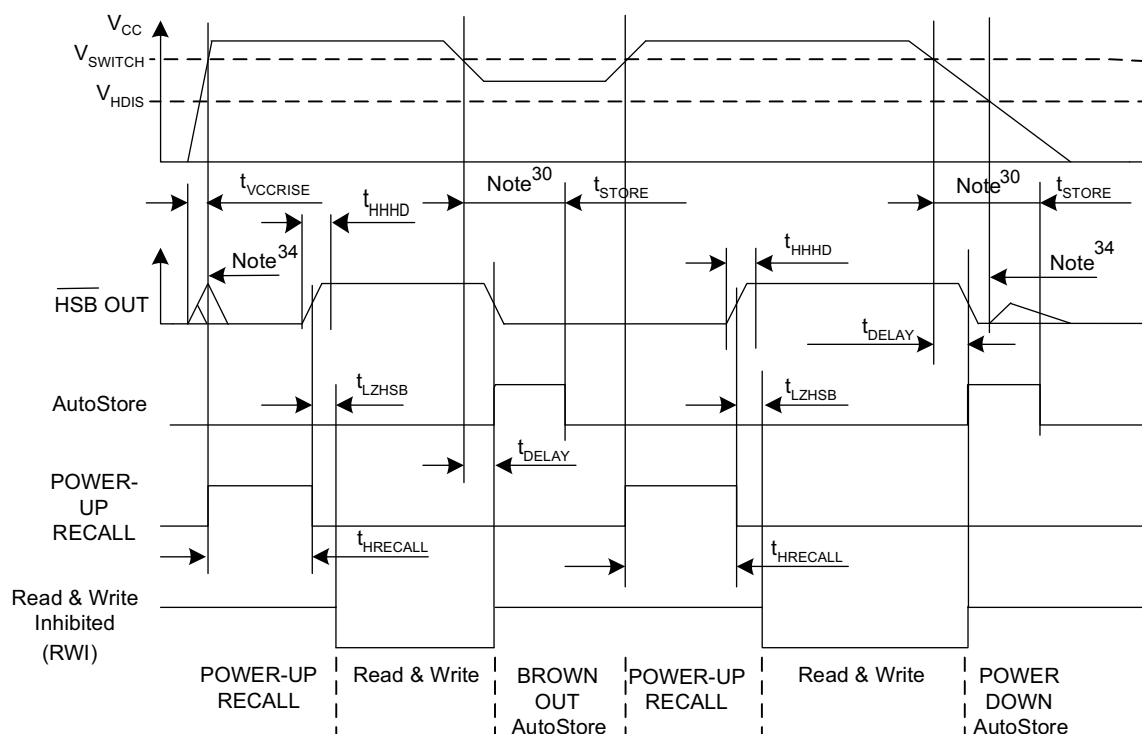 VCC
VSWITCH
VHDIS
tVCCRISE
Note30
tSTORE
Note30
tSTORE
tHHHD
Note34
tHHHD
Note34
HSB OUT
tDELAY
tLZHSB
tLZHSB
AutoStore
tDELAY
POWER-
UP
RECALL
tHRECALL
tHRECALL
Read & Write
Inhibited
(RWI)
POWER-UP
RECALL
Read & Write
BROWN
OUT
AutoStore
POWER-UP
RECALL
Read & Write
POWER
DOWN
AutoStore